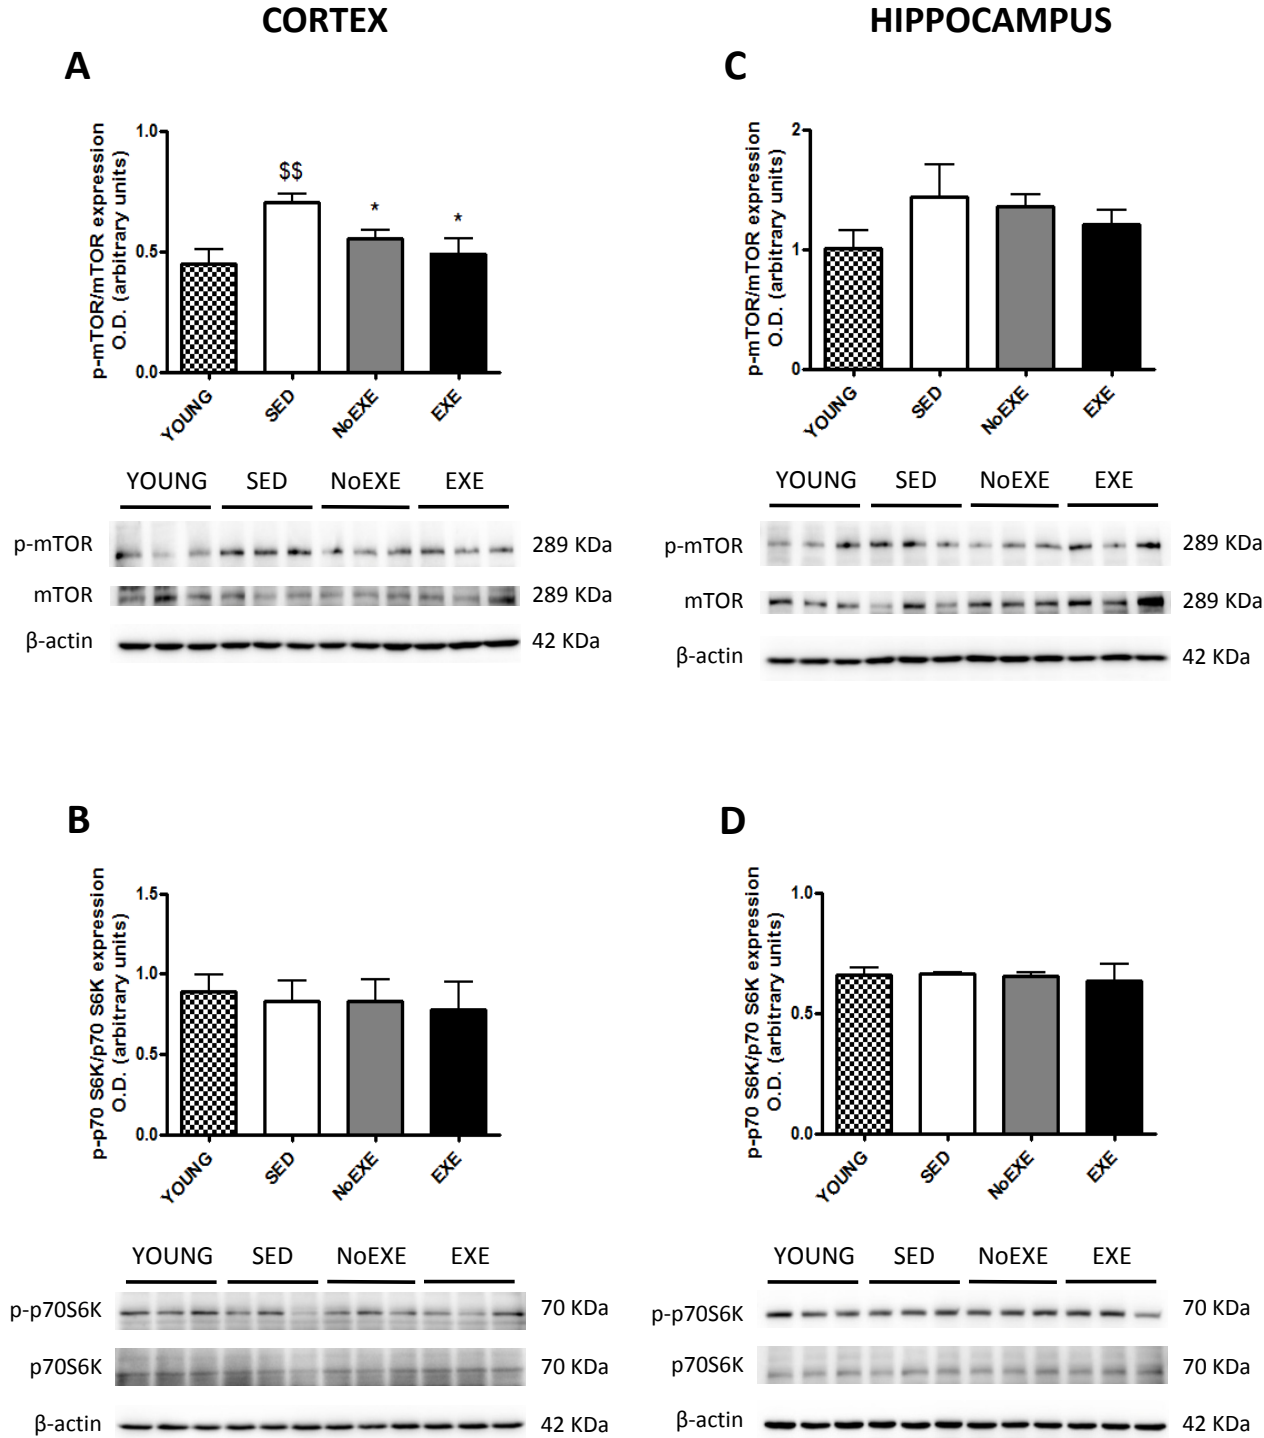 CORTEX
HIPPOCAMPUS
A
p-mTOR/mTOR expression
O.D. (arbitrary units)
1.0
0.5
0.0
$$
*
*
YOUNG
SED
NoEXE
EXE
YOUNG SED NoEXE EXE
p-mTOR 289 KDa
mTOR 289 KDa
β-actin 42 KDa
C
p-mTOR/mTOR expression
O.D. (arbitrary units)
2
1
0
YOUNG
SED
NoEXE
EXE
YOUNG SED NoEXE EXE
p-mTOR 289 KDa
mTOR 289 KDa
β-actin 42 KDa
B
p-p70 S6K/p70 S6K expression
O.D. (arbitrary units)
1.5
1.0
0.5
0.0
YOUNG
SED
NoEXE
EXE
YOUNG SED NoEXE EXE
p-p70S6K 70 KDa
p70S6K 70 KDa
β-actin 42 KDa
D
p-p70 S6K/p70 S6K expression
O.D. (arbitrary units)
1.0
0.5
0.0
YOUNG
SED
NoEXE
EXE
YOUNG SED NoEXE EXE
p-p70S6K 70 KDa
p70S6K 70 KDa
β-actin 42 KDa